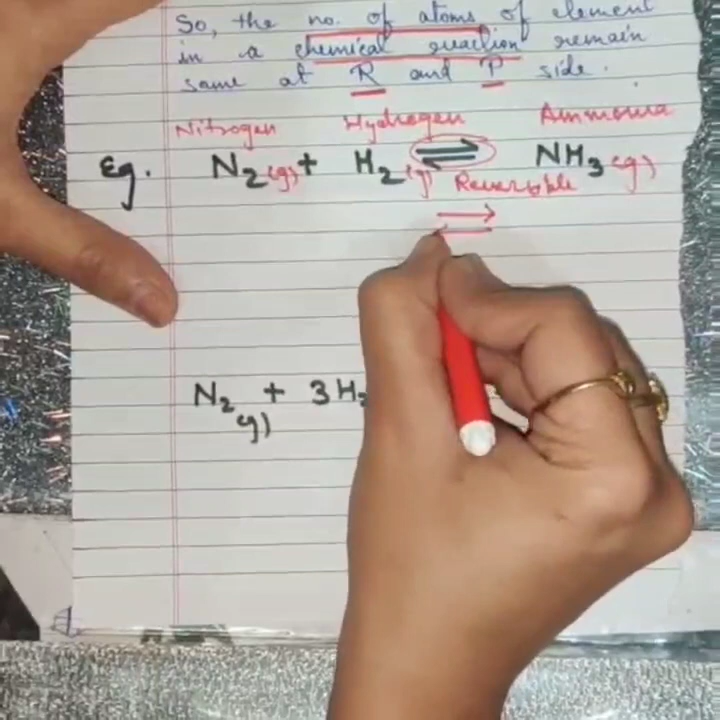 So, the no. of atoms of element
in a chemical reaction remain
same at R and P side.
Nitrogen Hydrogen Ammonia
Eg. N2(g) + H2(g) ⇌ NH3(g)
Reversible
N2 + 3H2
g)